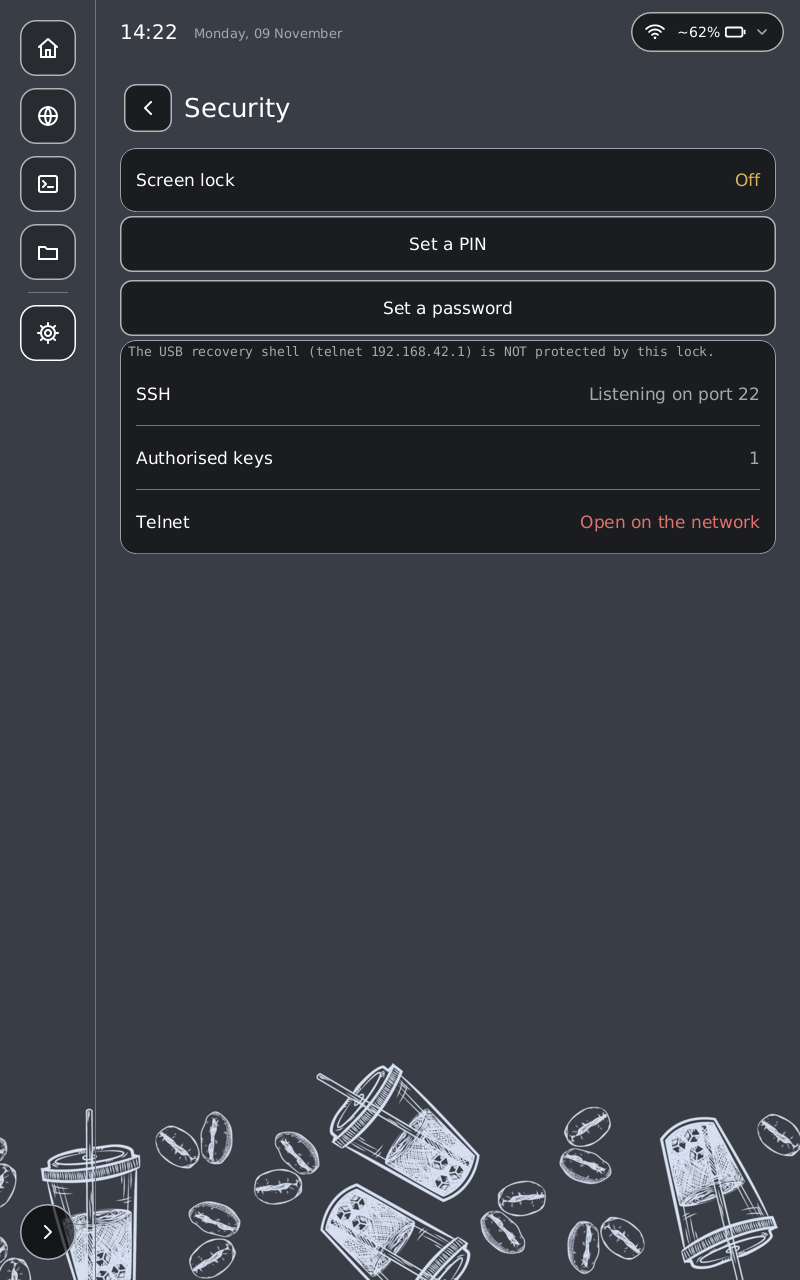 14:22 Monday, 09 November ~62%
Security
Screen lock Off
Set a PIN
Set a password
The USB recovery shell (telnet 192.168.42.1) is NOT protected by this lock.
SSH Listening on port 22
Authorised keys 1
Telnet Open on the network